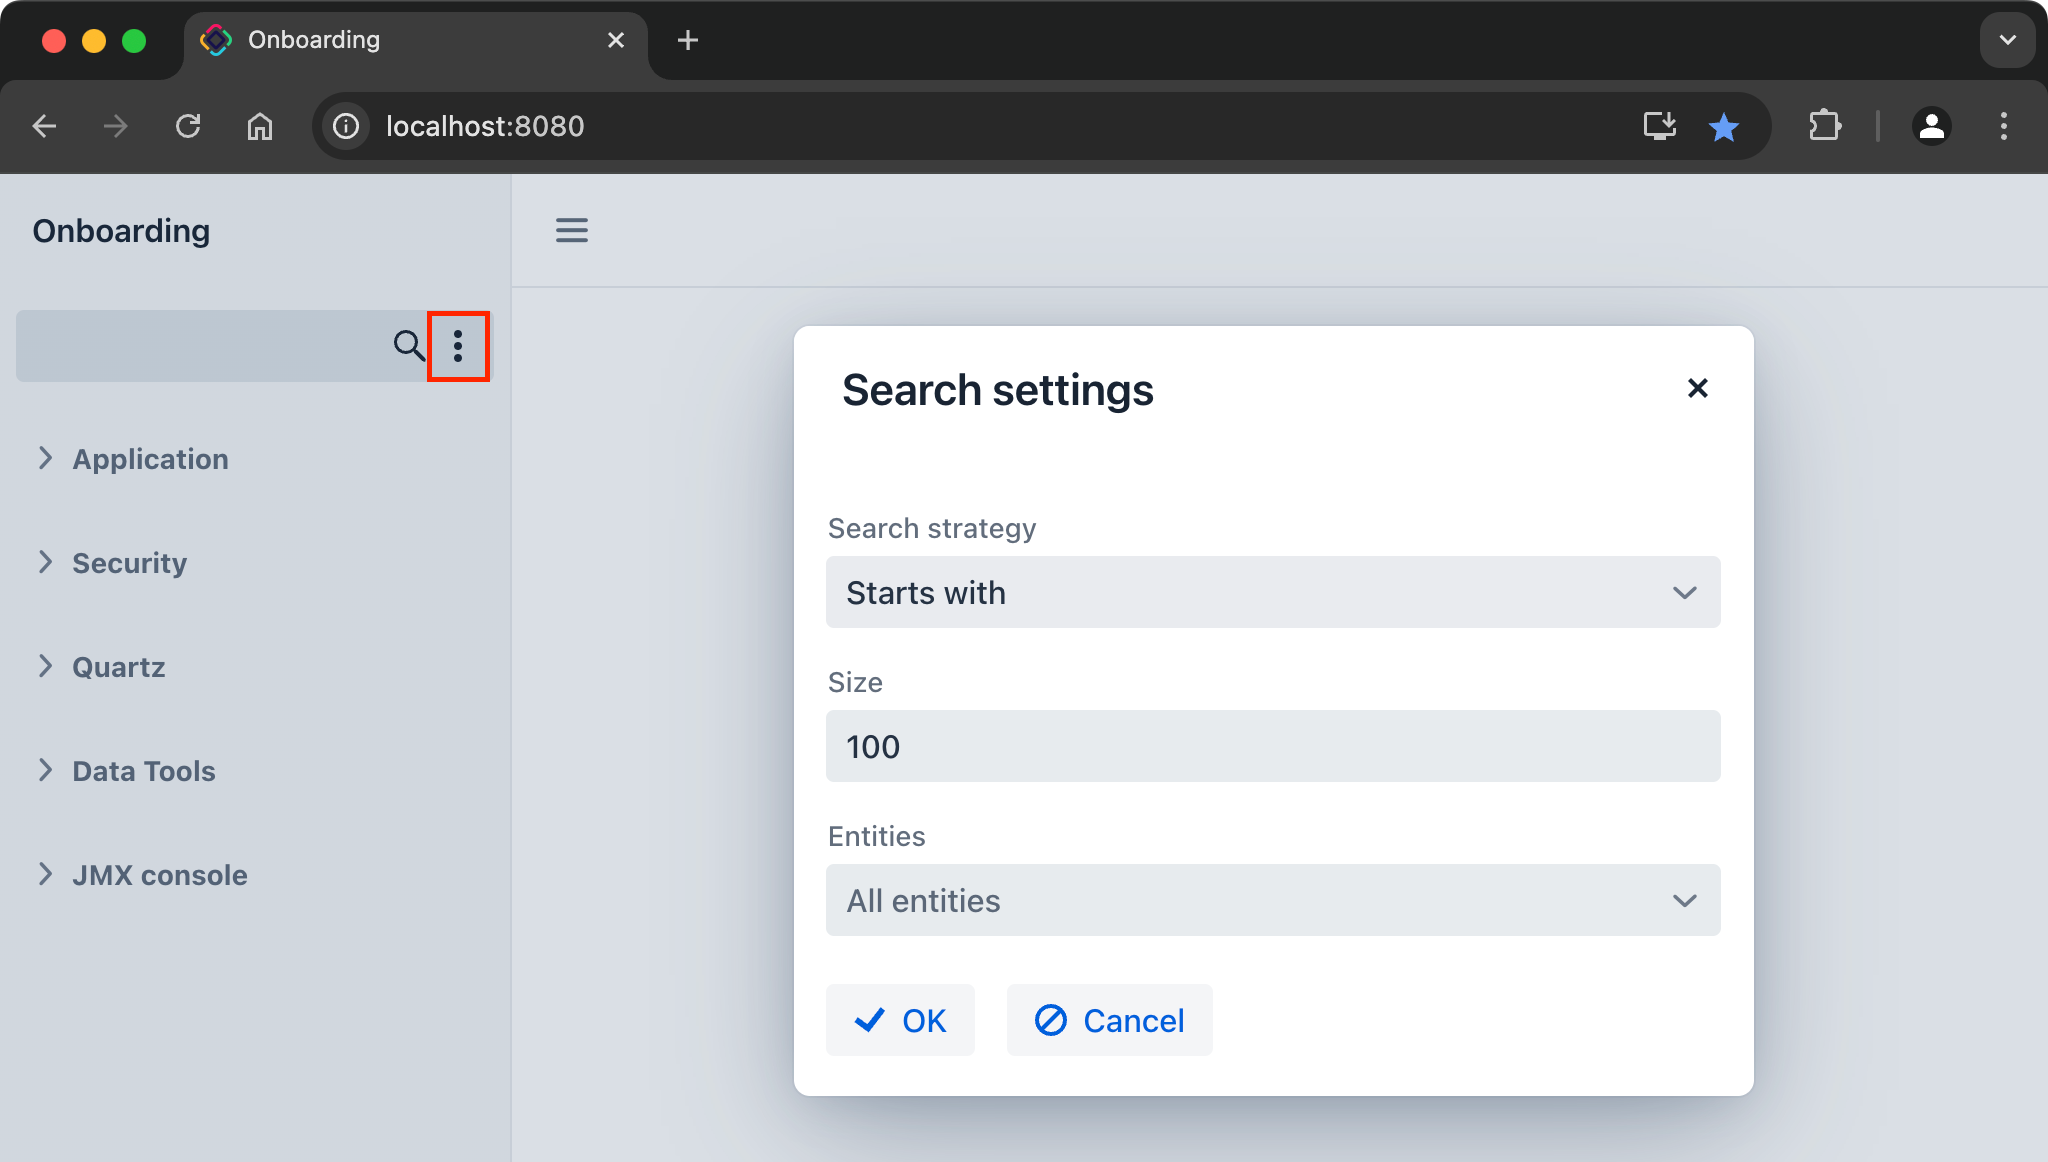 Onboarding
localhost:8080
Onboarding
Application
Security
Quartz
Data Tools
JMX console
Search settings
Search strategy
Starts with
Size
100
Entities
All entities
OK
Cancel